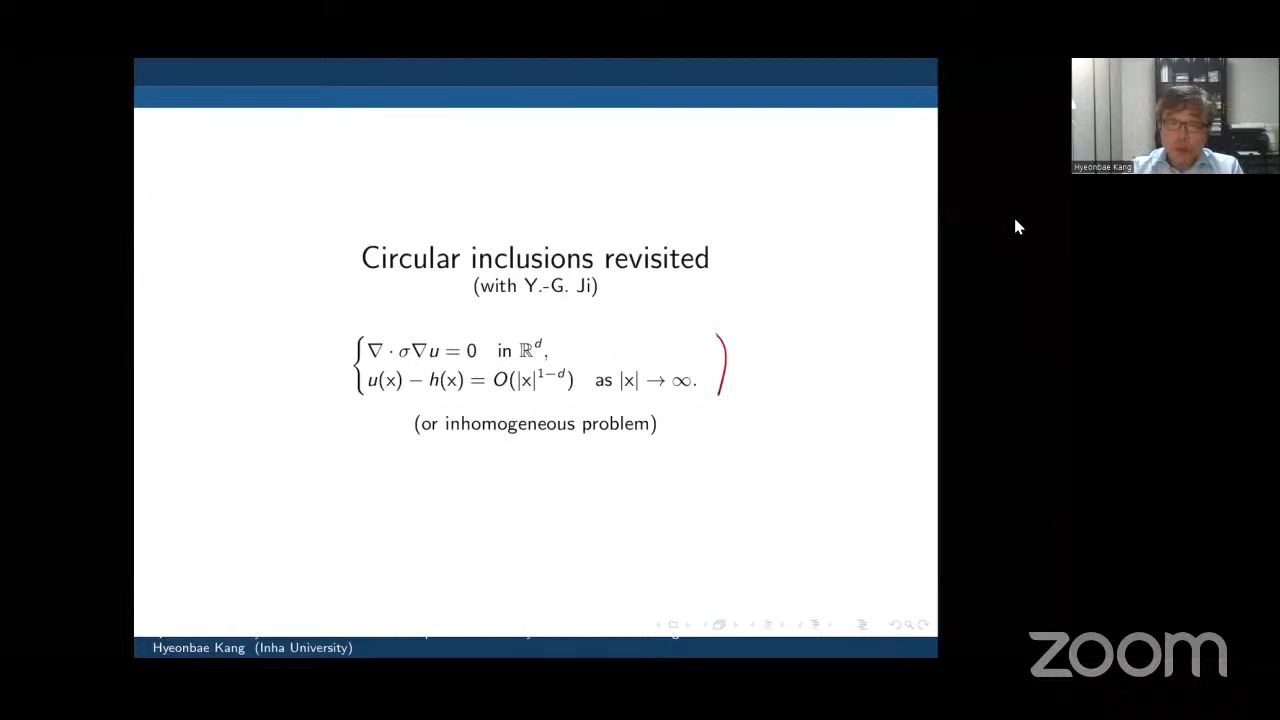 Circular inclusions revisited
(with Y.-G. Ji)
∇ · σ∇u = 0 in ℝᵈ,
u(x) − h(x) = O(|x|¹⁻ᵈ) as |x| → ∞.
(or inhomogeneous problem)
Hyeonbae Kang (Inha University)
Hyeonbae Kang
zoom